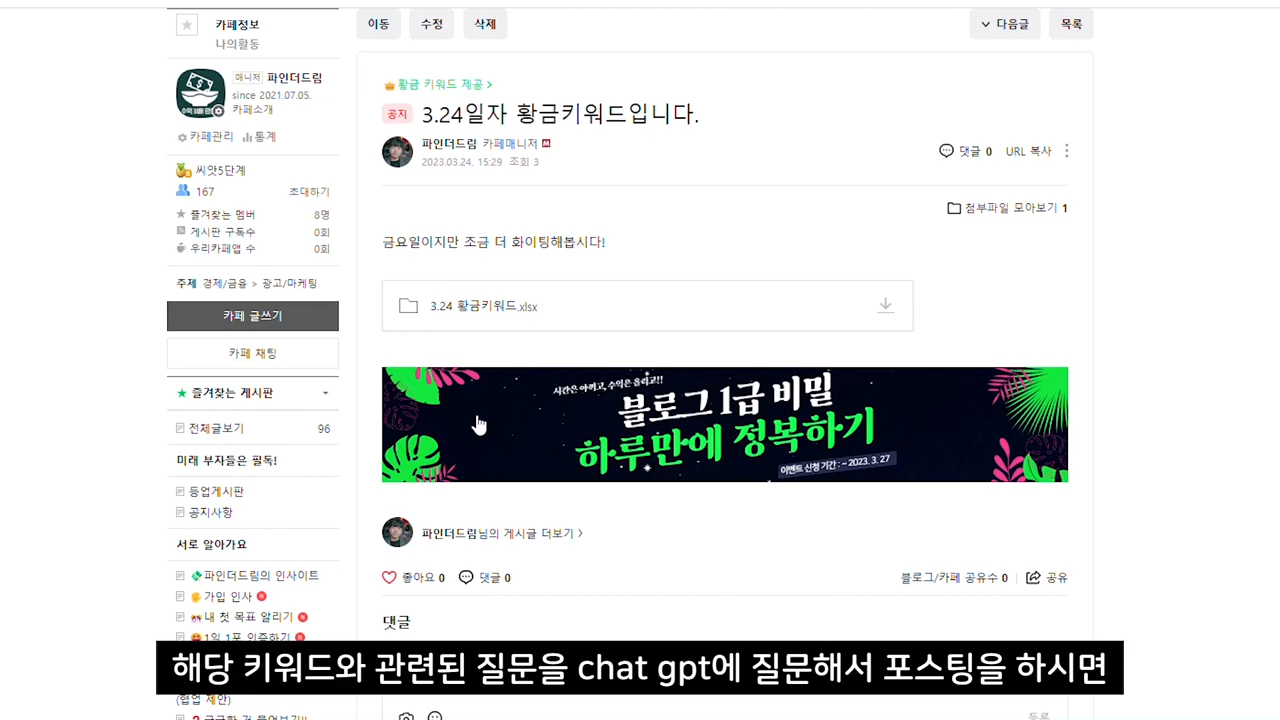 카페정보
나의활동
매니저 파인더드림
since 2021.07.05.
카페소개
카페관리 통계
씨앗5단계
167 초대하기
즐겨찾는 멤버 8명
게시판 구독수 0회
우리카페앱 수 0회
주제 경제/금융 > 광고/마케팅
카페 글쓰기
카페 채팅
즐겨찾는 게시판
전체글보기 96
미래 부자들은 필독!
등업게시판
공지사항
서로 알아가요
파인더드림의 인사이트
가입 인사
내 첫 목표 알리기
1일 1포 인증하기
(협업 제안)
이동 수정 삭제
다음글 목록
황금 키워드 제공 >
공지 3.24일자 황금키워드입니다.
파인더드림 카페매니저
2023.03.24. 15:29 조회 3
댓글 0 URL 복사
첨부파일 모아보기 1
금요일이지만 조금 더 화이팅해봅시다!
3.24 황금키워드.xlsx
시간은 아끼고, 수익은 올리고!!
블로그 1급 비밀
하루만에 정복하기
이벤트 신청 기간 : ~ 2023. 3. 27
파인더드림님의 게시글 더보기 >
좋아요 0 댓글 0
블로그/카페 공유수 0 공유
댓글
등록
해당 키워드와 관련된 질문을 chat gpt에 질문해서 포스팅을 하시면